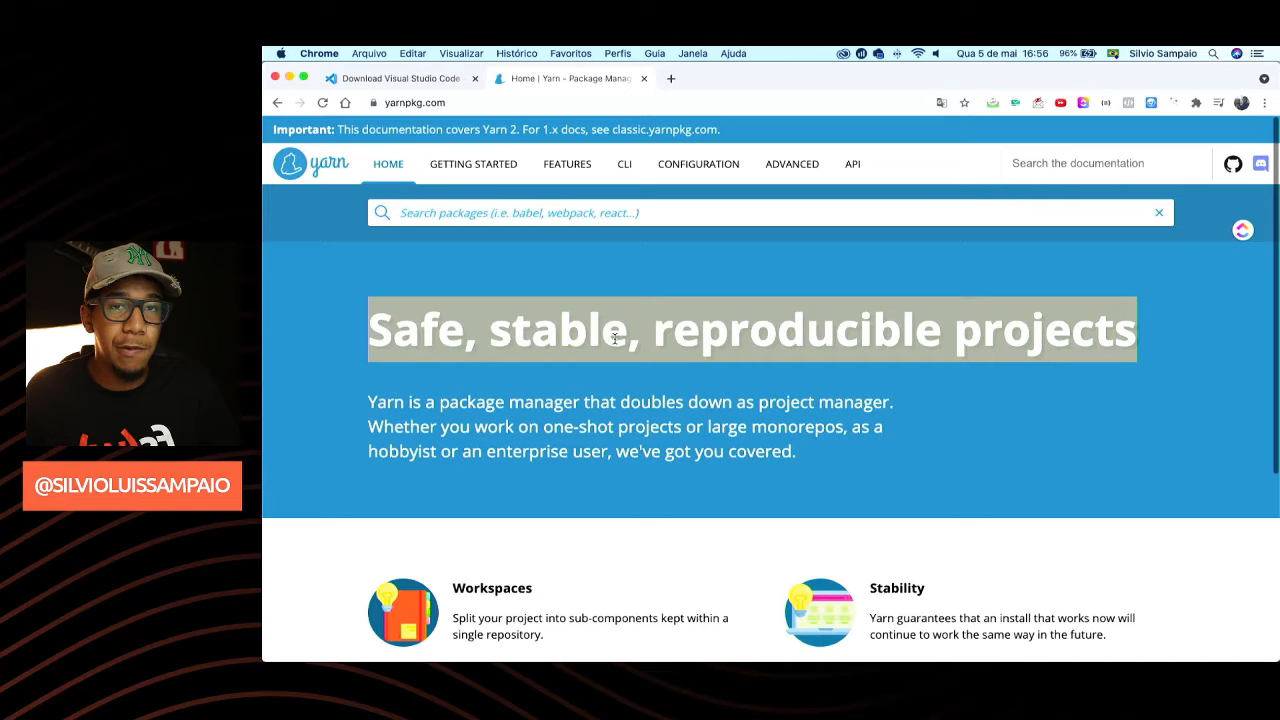 Chrome Arquivo Editar Visualizar Histórico Favoritos Perfis Guia Janela Ajuda Qua 5 de mai 16:56 96% Silvio Sampaio
Download Visual Studio Code
Home | Yarn - Package Manag
yarnpkg.com
Important: This documentation covers Yarn 2. For 1.x docs, see classic.yarnpkg.com.
yarn HOME GETTING STARTED FEATURES CLI CONFIGURATION ADVANCED API Search the documentation
Search packages (i.e. babel, webpack, react...)
Safe, stable, reproducible projects
Yarn is a package manager that doubles down as project manager.
Whether you work on one-shot projects or large monorepos, as a
hobbyist or an enterprise user, we've got you covered.
@SILVIOLUISSAMPAIO
Workspaces
Split your project into sub-components kept within a
single repository.
Stability
Yarn guarantees that an install that works now will
continue to work the same way in the future.